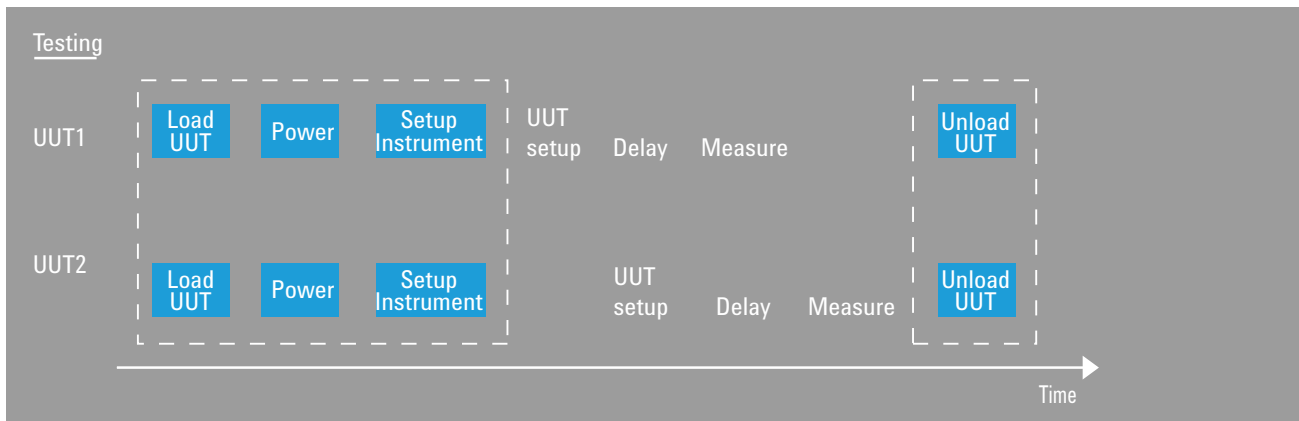 Testing
UUT1
Load
UUT
Power
Setup
Instrument
UUT
setup
Delay
Measure
Unload
UUT
UUT2
Load
UUT
Power
Setup
Instrument
UUT
setup
Delay
Measure
Unload
UUT
Time